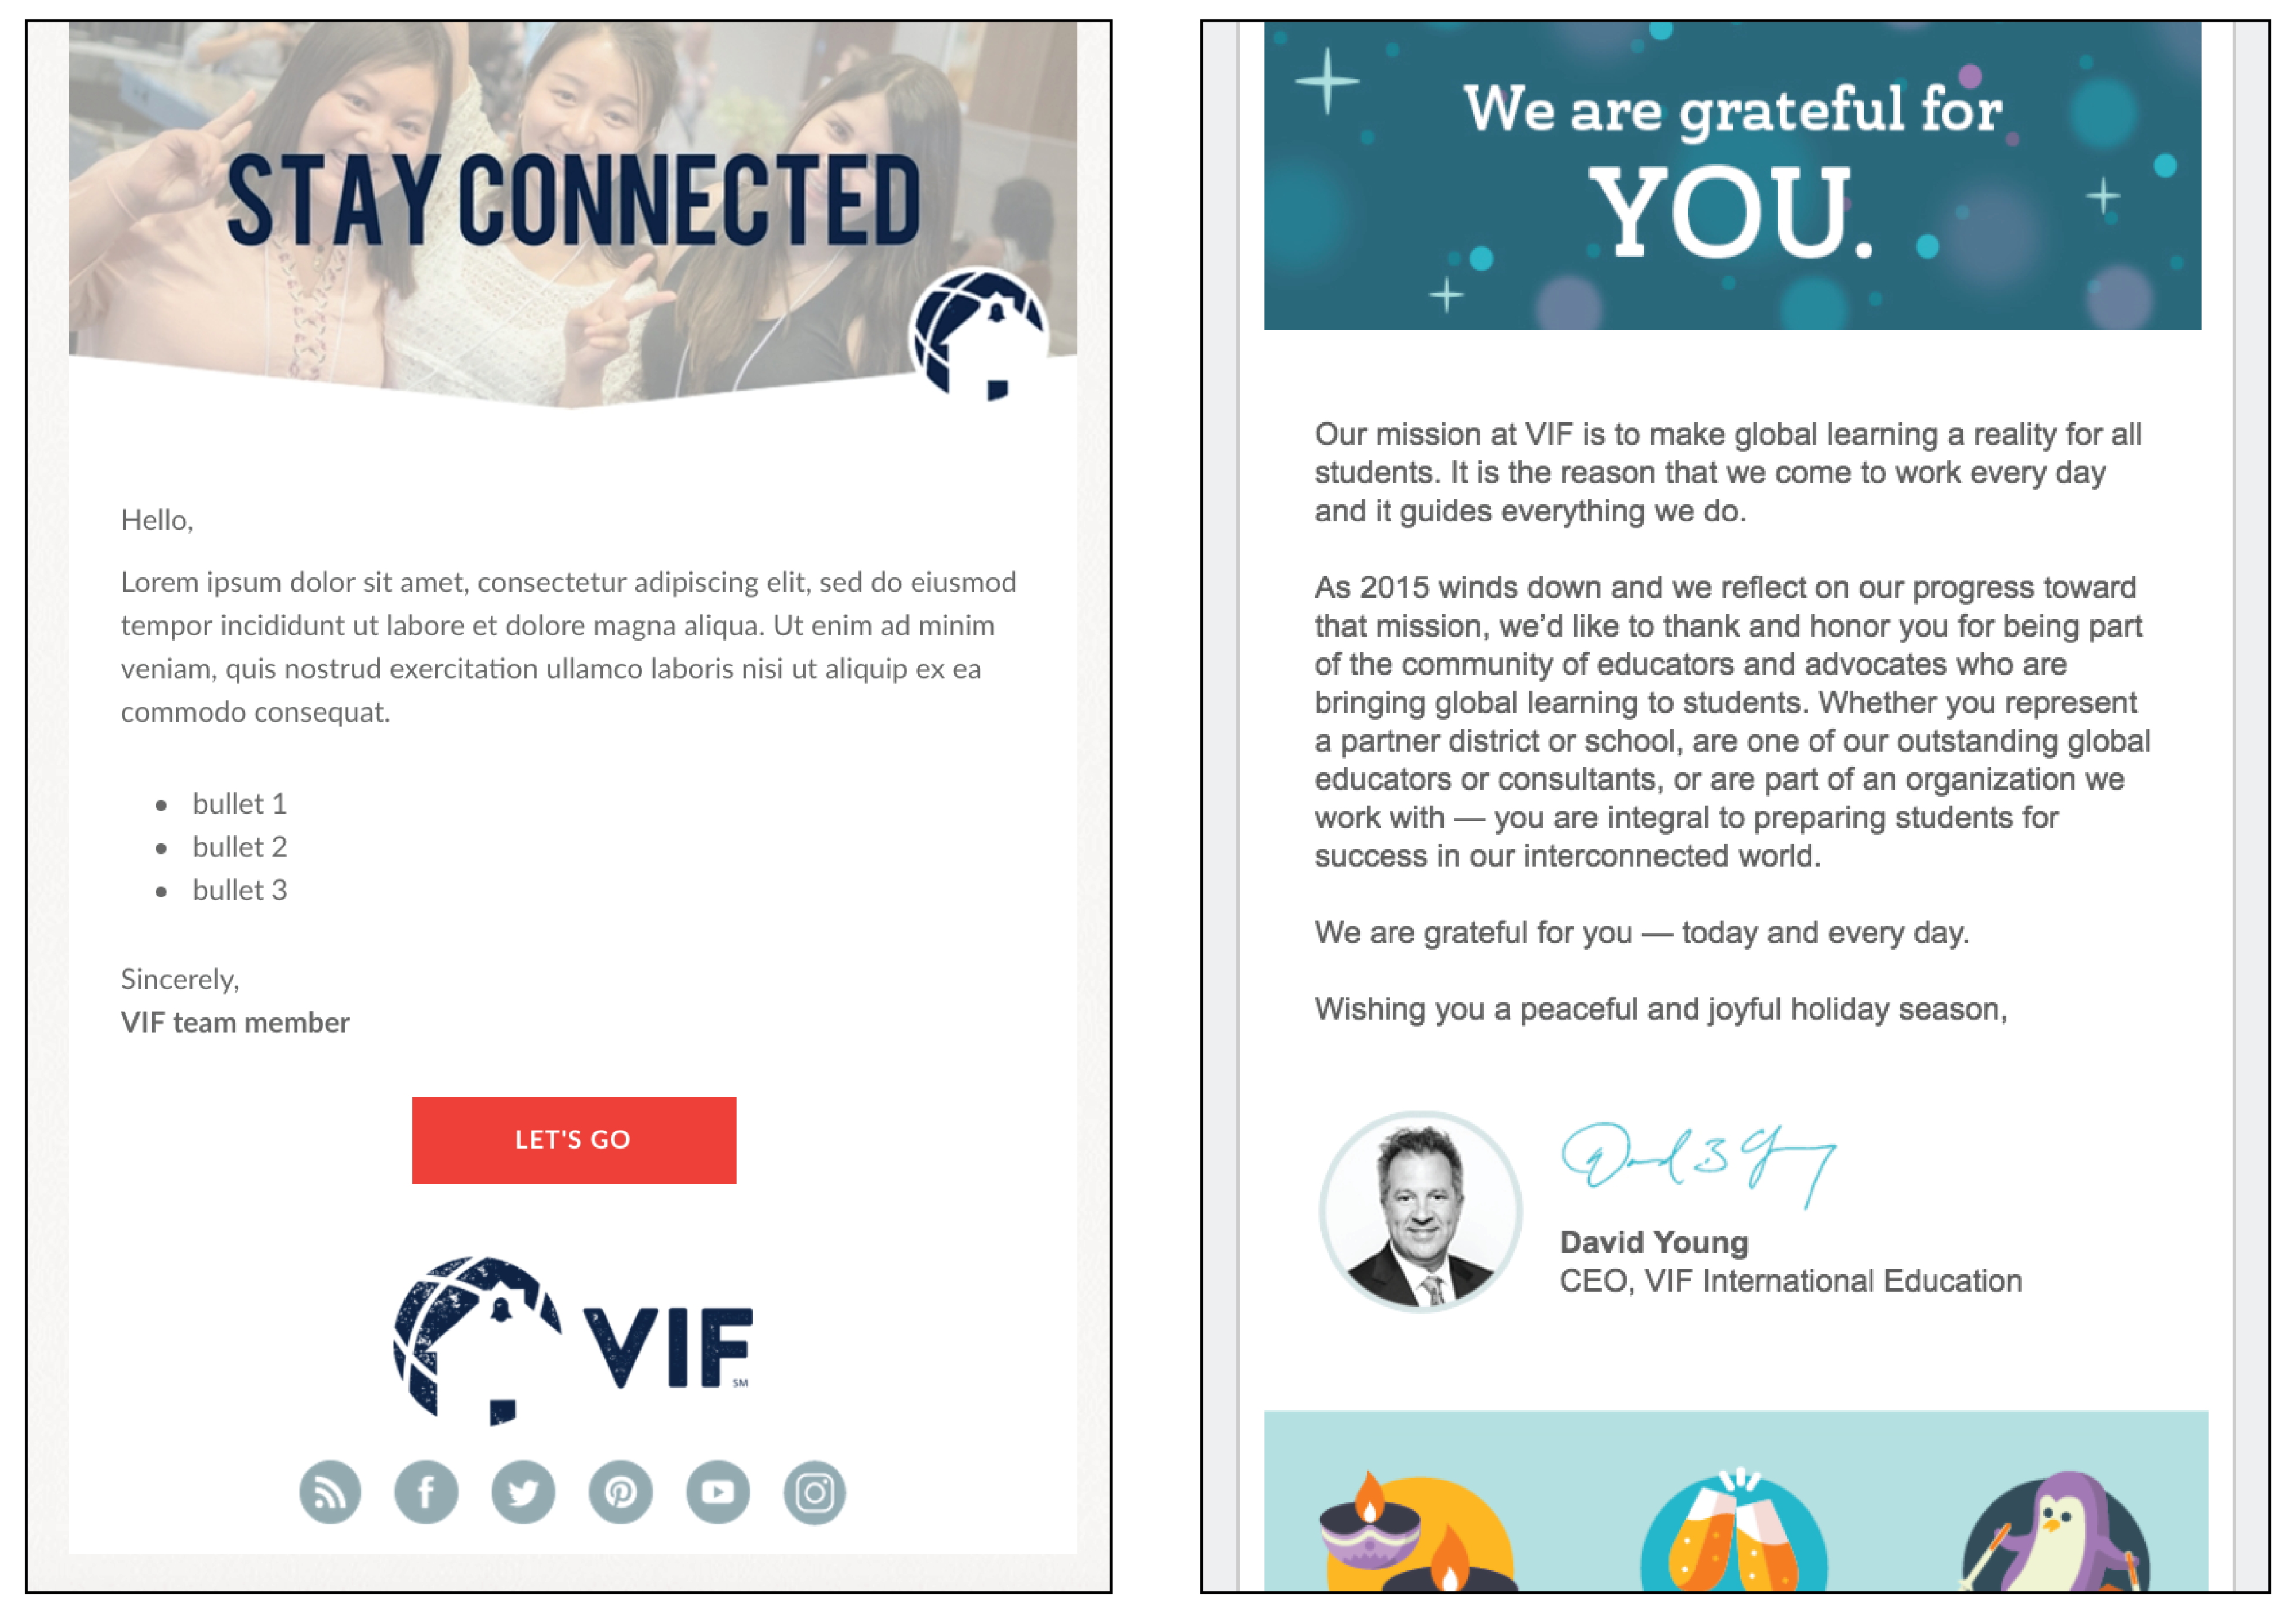 STAY CONNECTED
Hello,
Lorem ipsum dolor sit amet, consectetur adipiscing elit, sed do eiusmod
tempor incididunt ut labore et dolore magna aliqua. Ut enim ad minim
veniam, quis nostrud exercitation ullamco laboris nisi ut aliquip ex ea
commodo consequat.
• bullet 1
• bullet 2
• bullet 3
Sincerely,
VIF team member
LET'S GO
VIF
SM
We are grateful for
YOU.
Our mission at VIF is to make global learning a reality for all
students. It is the reason that we come to work every day
and it guides everything we do.
As 2015 winds down and we reflect on our progress toward
that mission, we’d like to thank and honor you for being part
of the community of educators and advocates who are
bringing global learning to students. Whether you represent
a partner district or school, are one of our outstanding global
educators or consultants, or are part of an organization we
work with — you are integral to preparing students for
success in our interconnected world.
We are grateful for you — today and every day.
Wishing you a peaceful and joyful holiday season,
David Young
CEO, VIF International Education